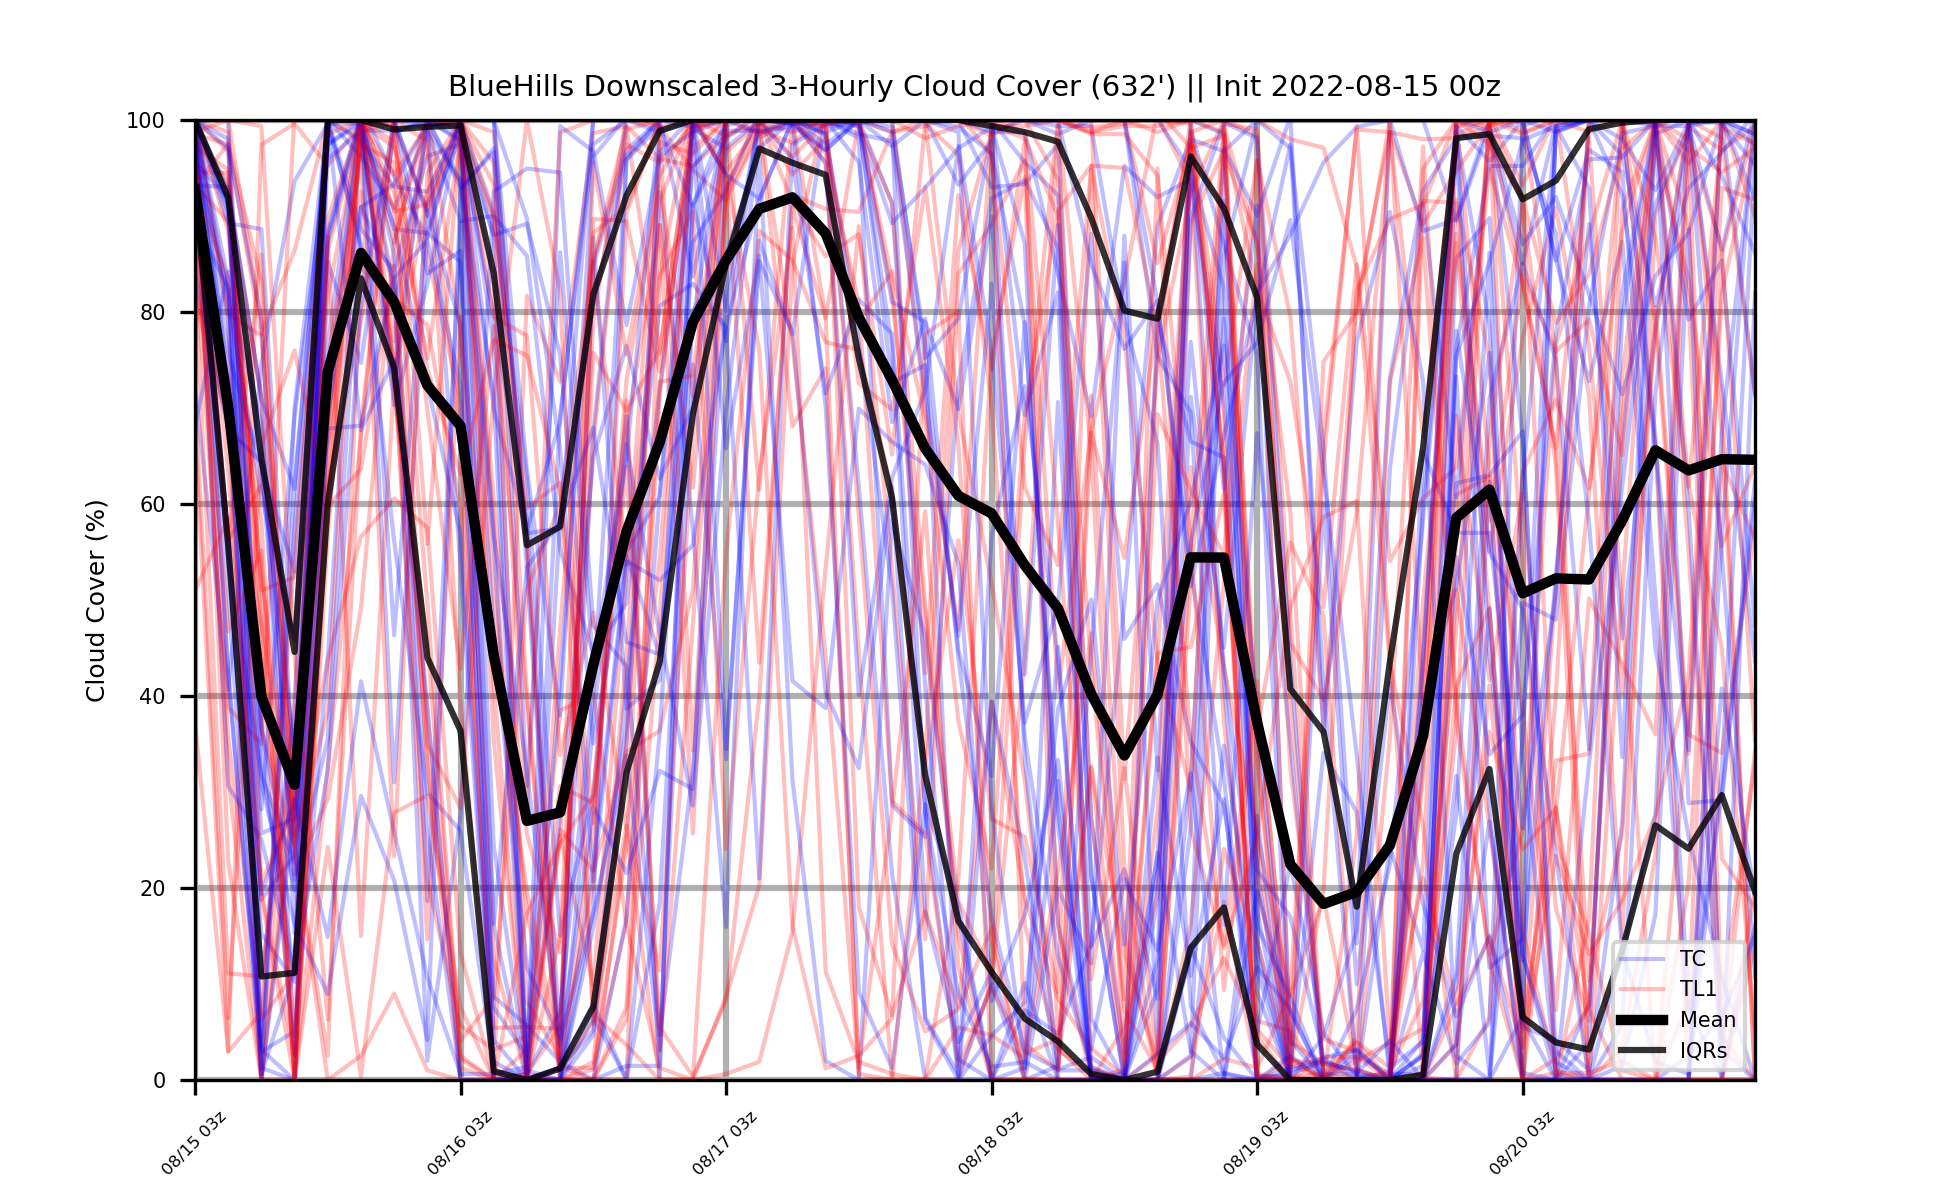 BlueHills Downscaled 3-Hourly Cloud Cover (632') || Init 2022-08-15 00z
Cloud Cover (%)
100
80
60
40
20
0
TC
TL1
Mean
IQRs
08/15 03z
08/16 03z
08/17 03z
08/18 03z
08/19 03z
08/20 03z